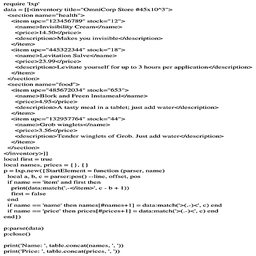 require 'lxp'
data = [[<inventory title="OmniCorp Store #45x10^3">
<section name="health">
<item upc="123456789" stock="12">
<name>Invisibility Cream</name>
<price>14.50</price>
<description>Makes you invisible</description>
</item>
<item upc="445322344" stock="18">
<name>Levitation Salve</name>
<price>23.99</price>
<description>Levitate yourself for up to 3 hours per application</description>
</item>
</section>
<section name="food">
<item upc="485672034" stock="653">
<name>Blork and Freen Instameal</name>
<price>4.95</price>
<description>A tasty meal in a tablet; just add water</description>
</item>
<item upc="132957764" stock="44">
<name>Grob winglets</name>
<price>3.56</price>
<description>Tender winglets of Grob. Just add water</description>
</item>
</section>
</inventory>]]
local first = true
local names, prices = { }, { }
p = lxp.new({StartElement = function (parser, name)
local a, b, c = parser:pos() --line, offset, pos
if name == 'item' and first then
print(data:match('.-</item>', c - b + 1))
first = false
end
if name == 'name' then names[#names+1] = data:match('>(.-)<', c) end
if name == 'price' then prices[#prices+1] = data:match('>(.-)<', c) end
end})
p:parse(data)
p:close()
print('Name: ', table.concat(names, ', '))
print('Price: ', table.concat(prices, ', '))